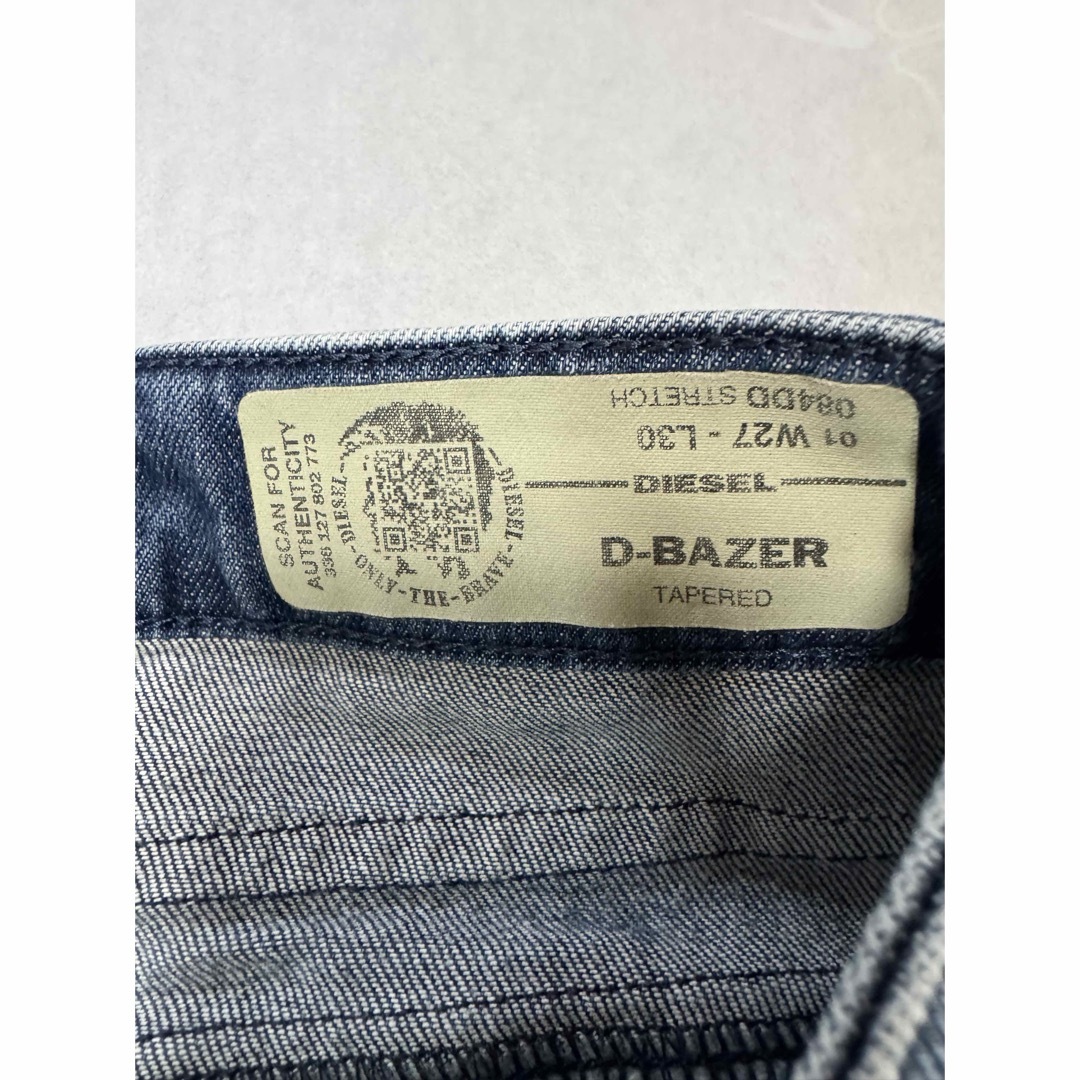 SCAN FOR
AUTHENTICITY
336 127 802 773
DIESEL
DIESEL
ONLY-THE-BRAVE
084DD STRETCH
01 W27 - L30
DIESEL
D-BAZER
TAPERED